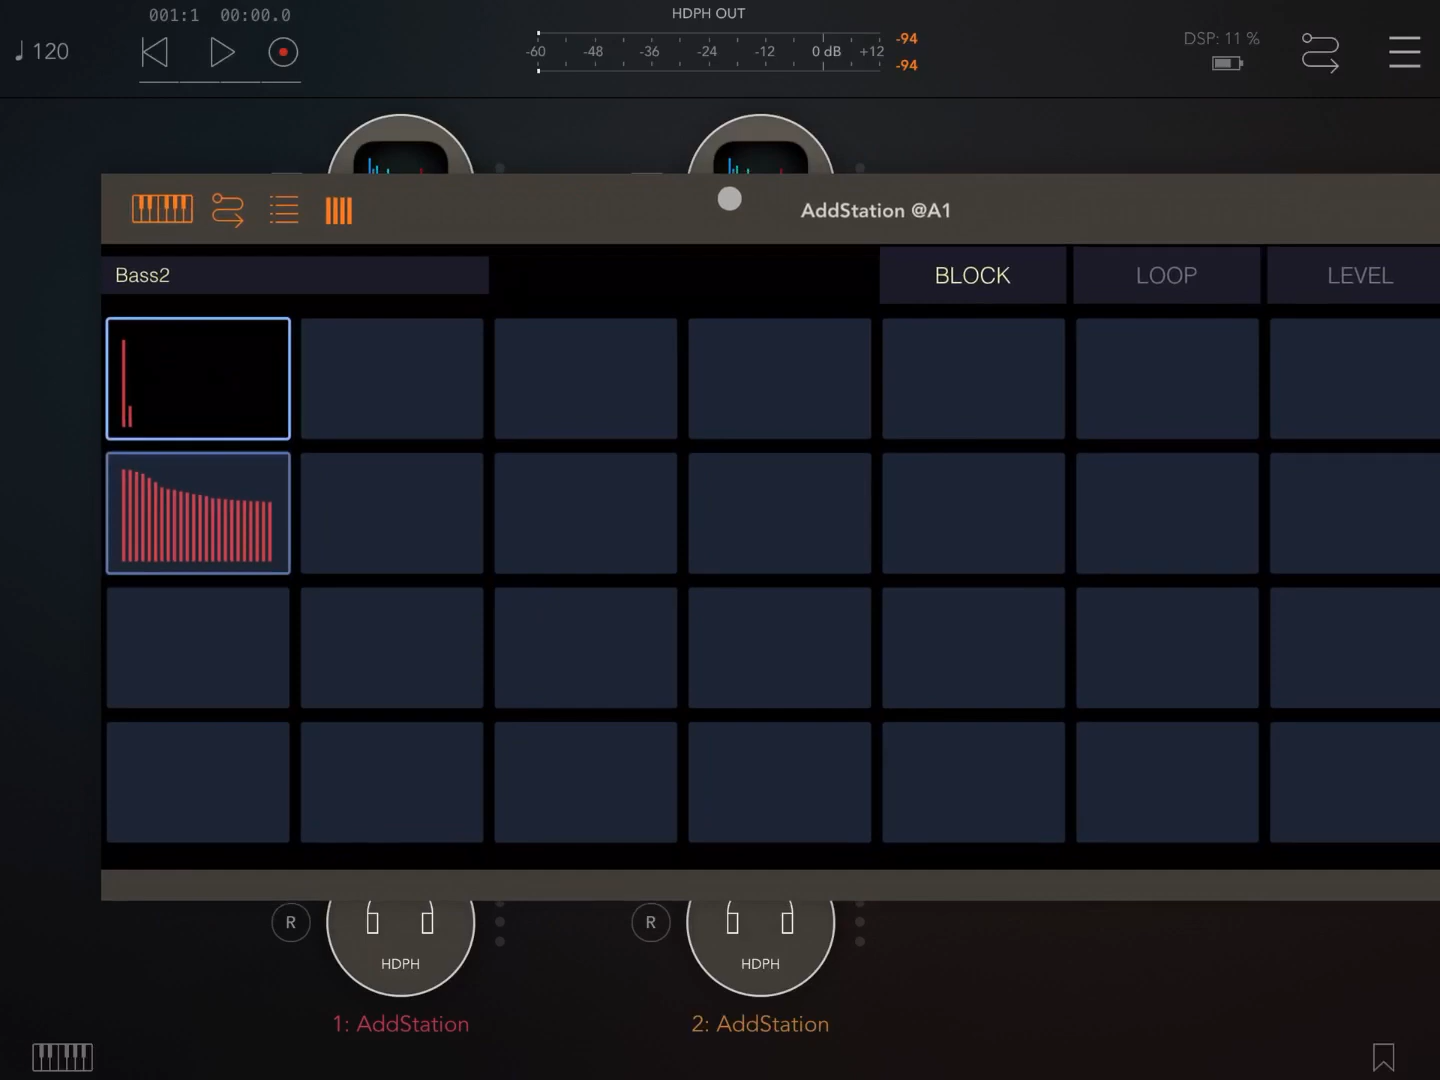 001:1 00:00.0
HDPH OUT
♩ 120
-60 -48 -36 -24 -12 0 dB +12
-94
-94
DSP: 11 %
AddStation @A1
Bass2
BLOCK LOOP LEVEL
R R
HDPH HDPH
1: AddStation 2: AddStation